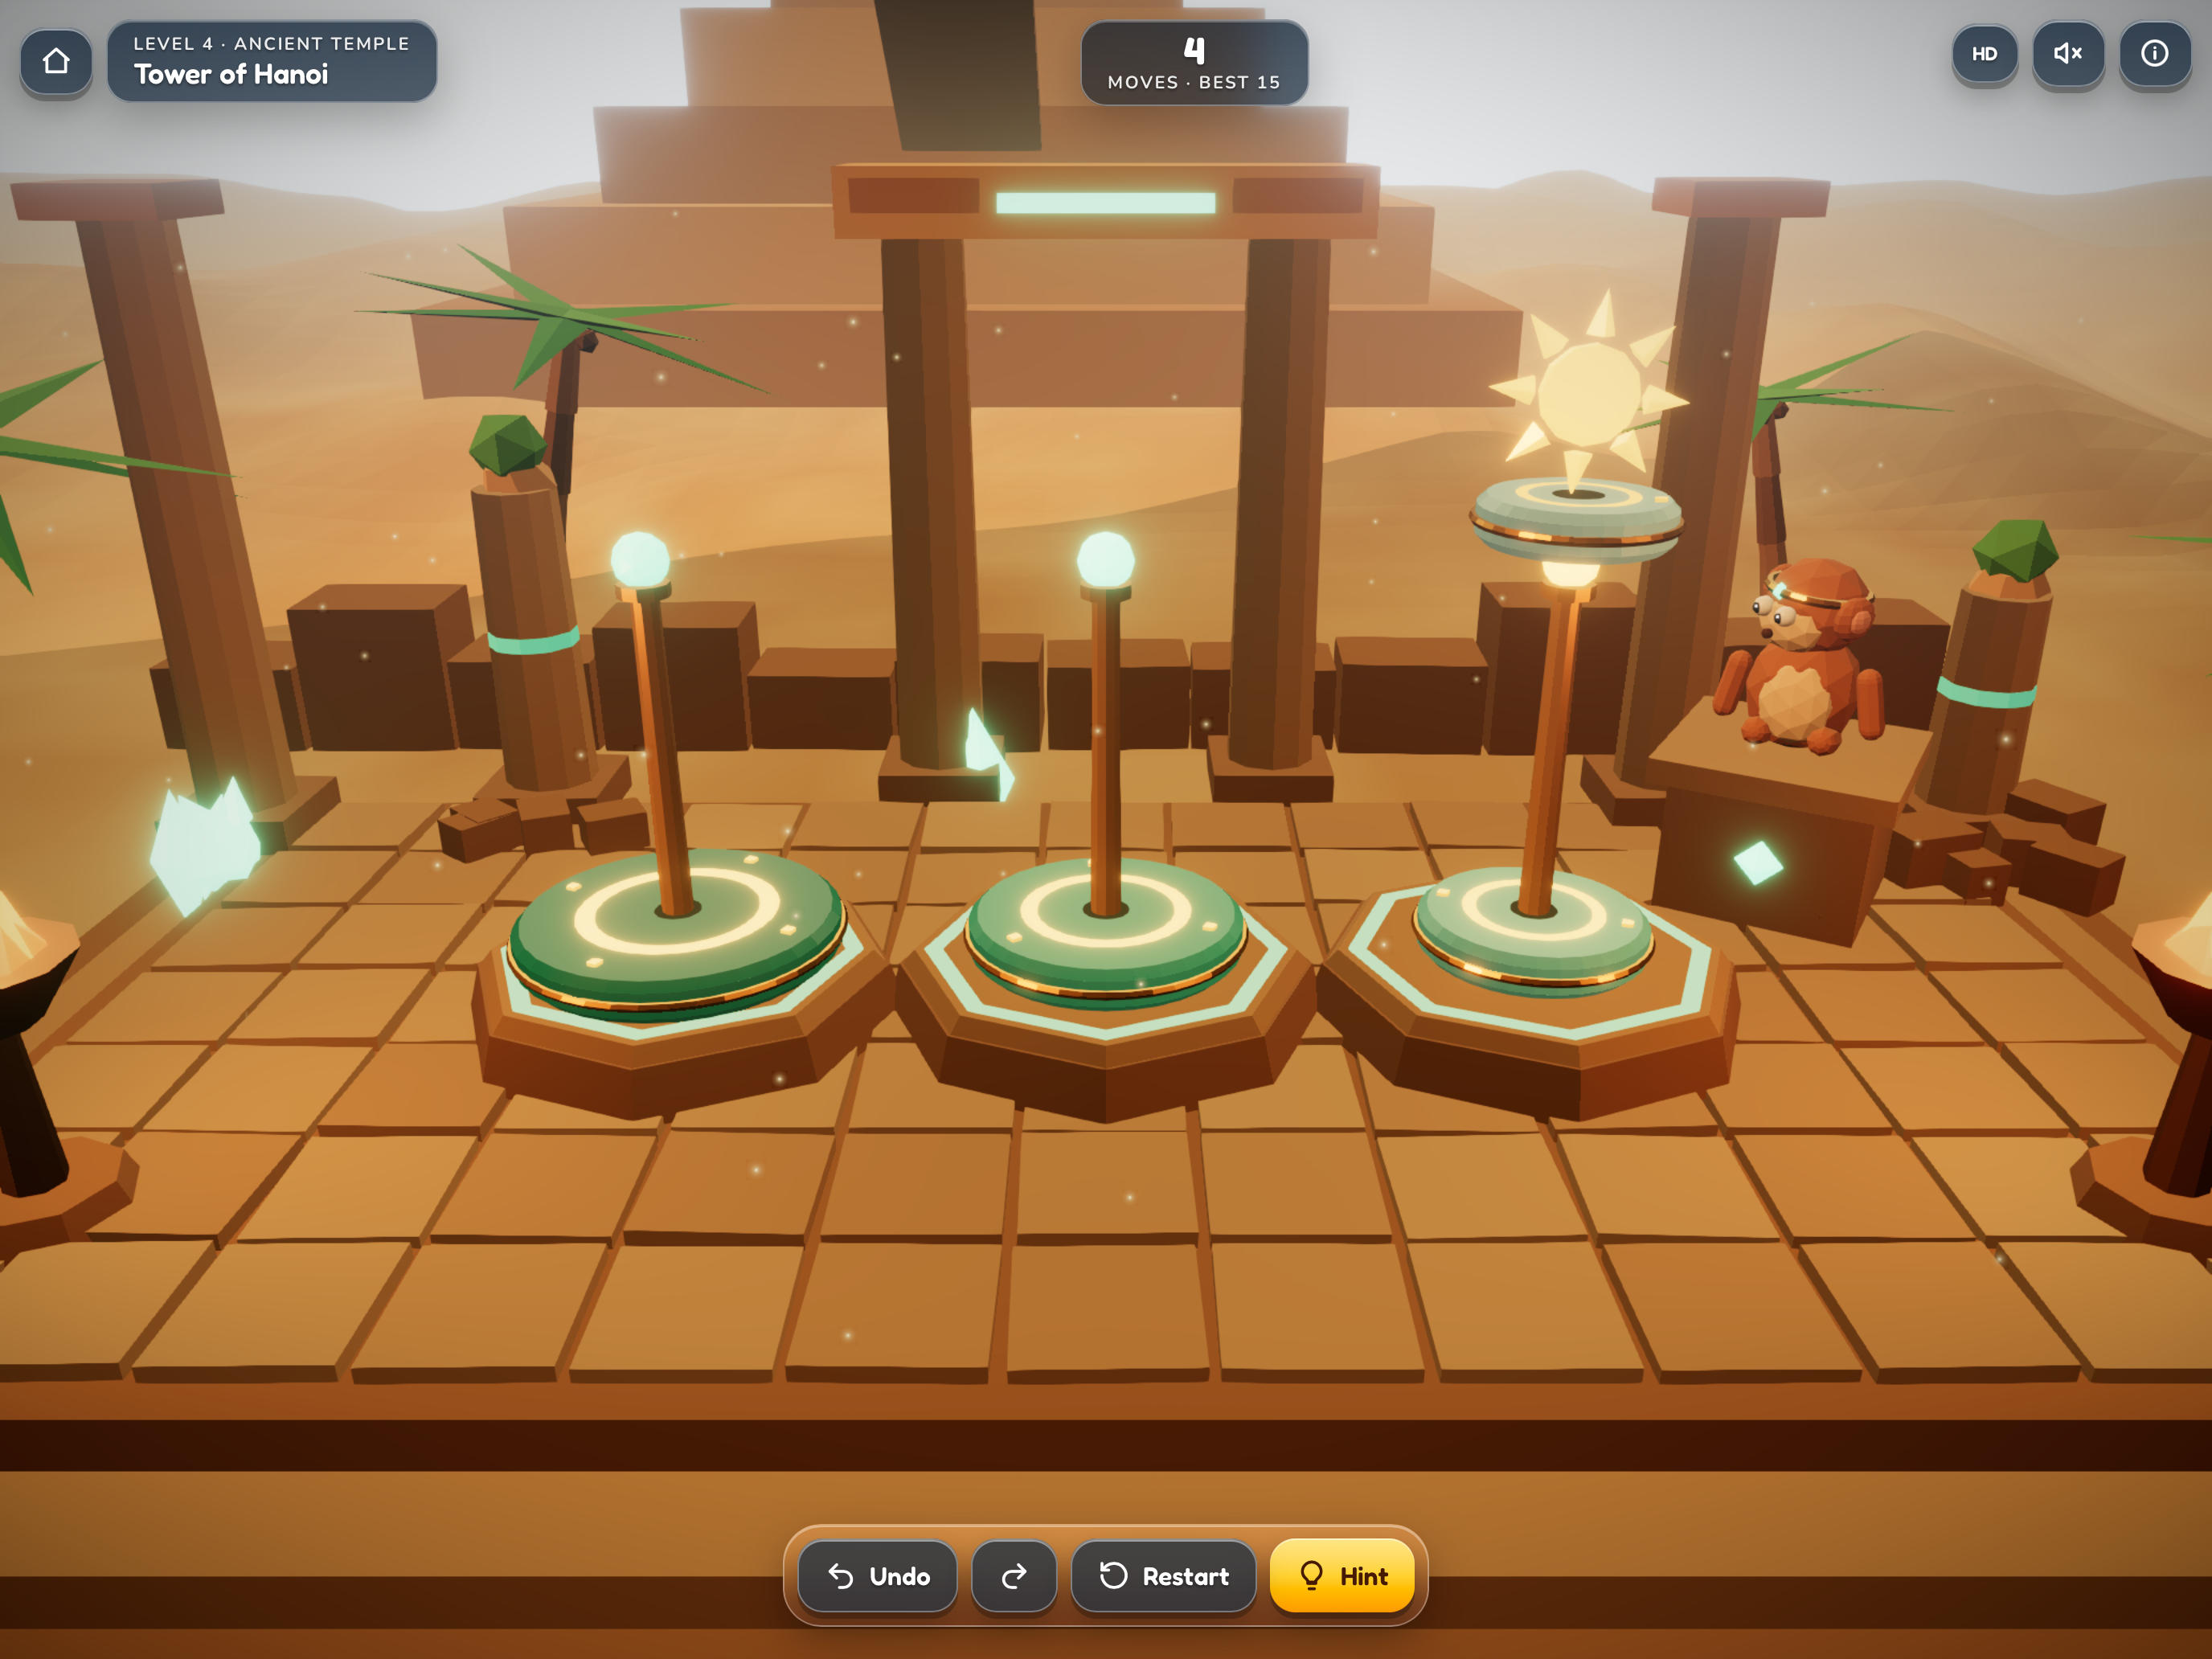 LEVEL 4 · ANCIENT TEMPLE
Tower of Hanoi
4
MOVES · BEST 15
HD
Undo
Restart
Hint